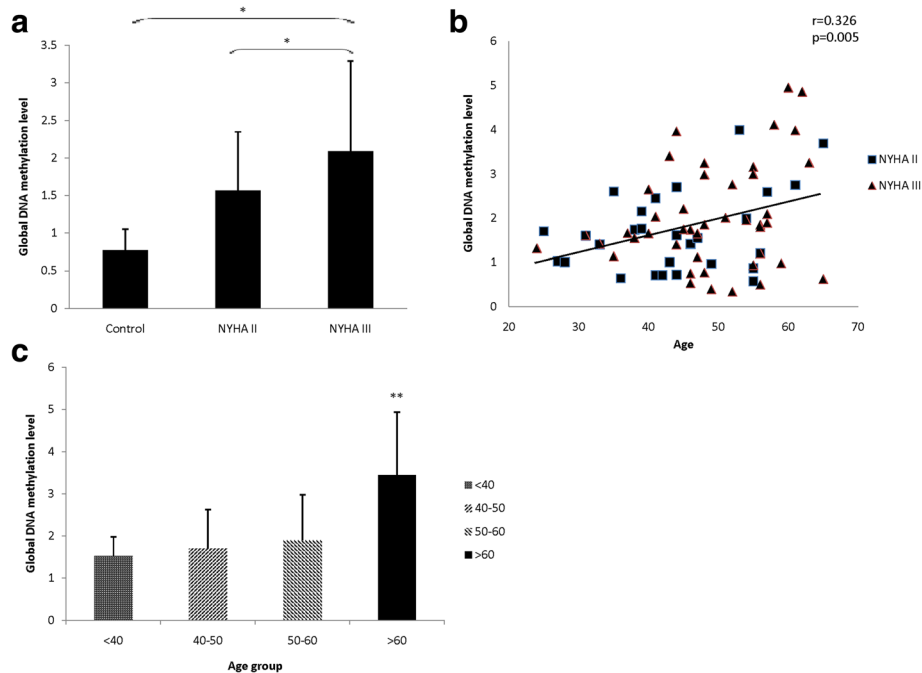 a
*
*
Global DNA methylation level
3.5
3
2.5
2
1.5
1
0.5
0
Control
NYHA II
NYHA III
b
r=0.326
p=0.005
Global DNA methylation level
6
5
4
3
2
1
0
20
30
40
50
60
70
Age
NYHA II
NYHA III
c
Global DNA methylation level
6
5
4
3
2
1
0
**
<40
40-50
50-60
>60
Age group
<40
40-50
50-60
>60